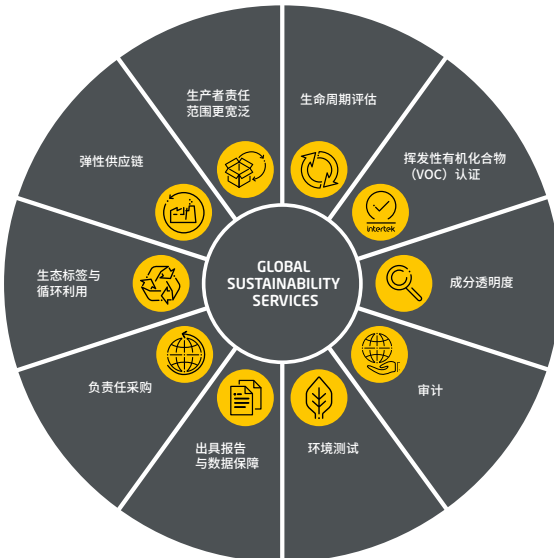 生命周期评估
挥发性有机化合物
（VOC）认证
intertek
成分透明度
审计
环境测试
出具报告
与数据保障
负责任采购
生态标签与
循环利用
弹性供应链
生产者责任
范围更宽泛
GLOBAL
SUSTAINABILITY
SERVICES